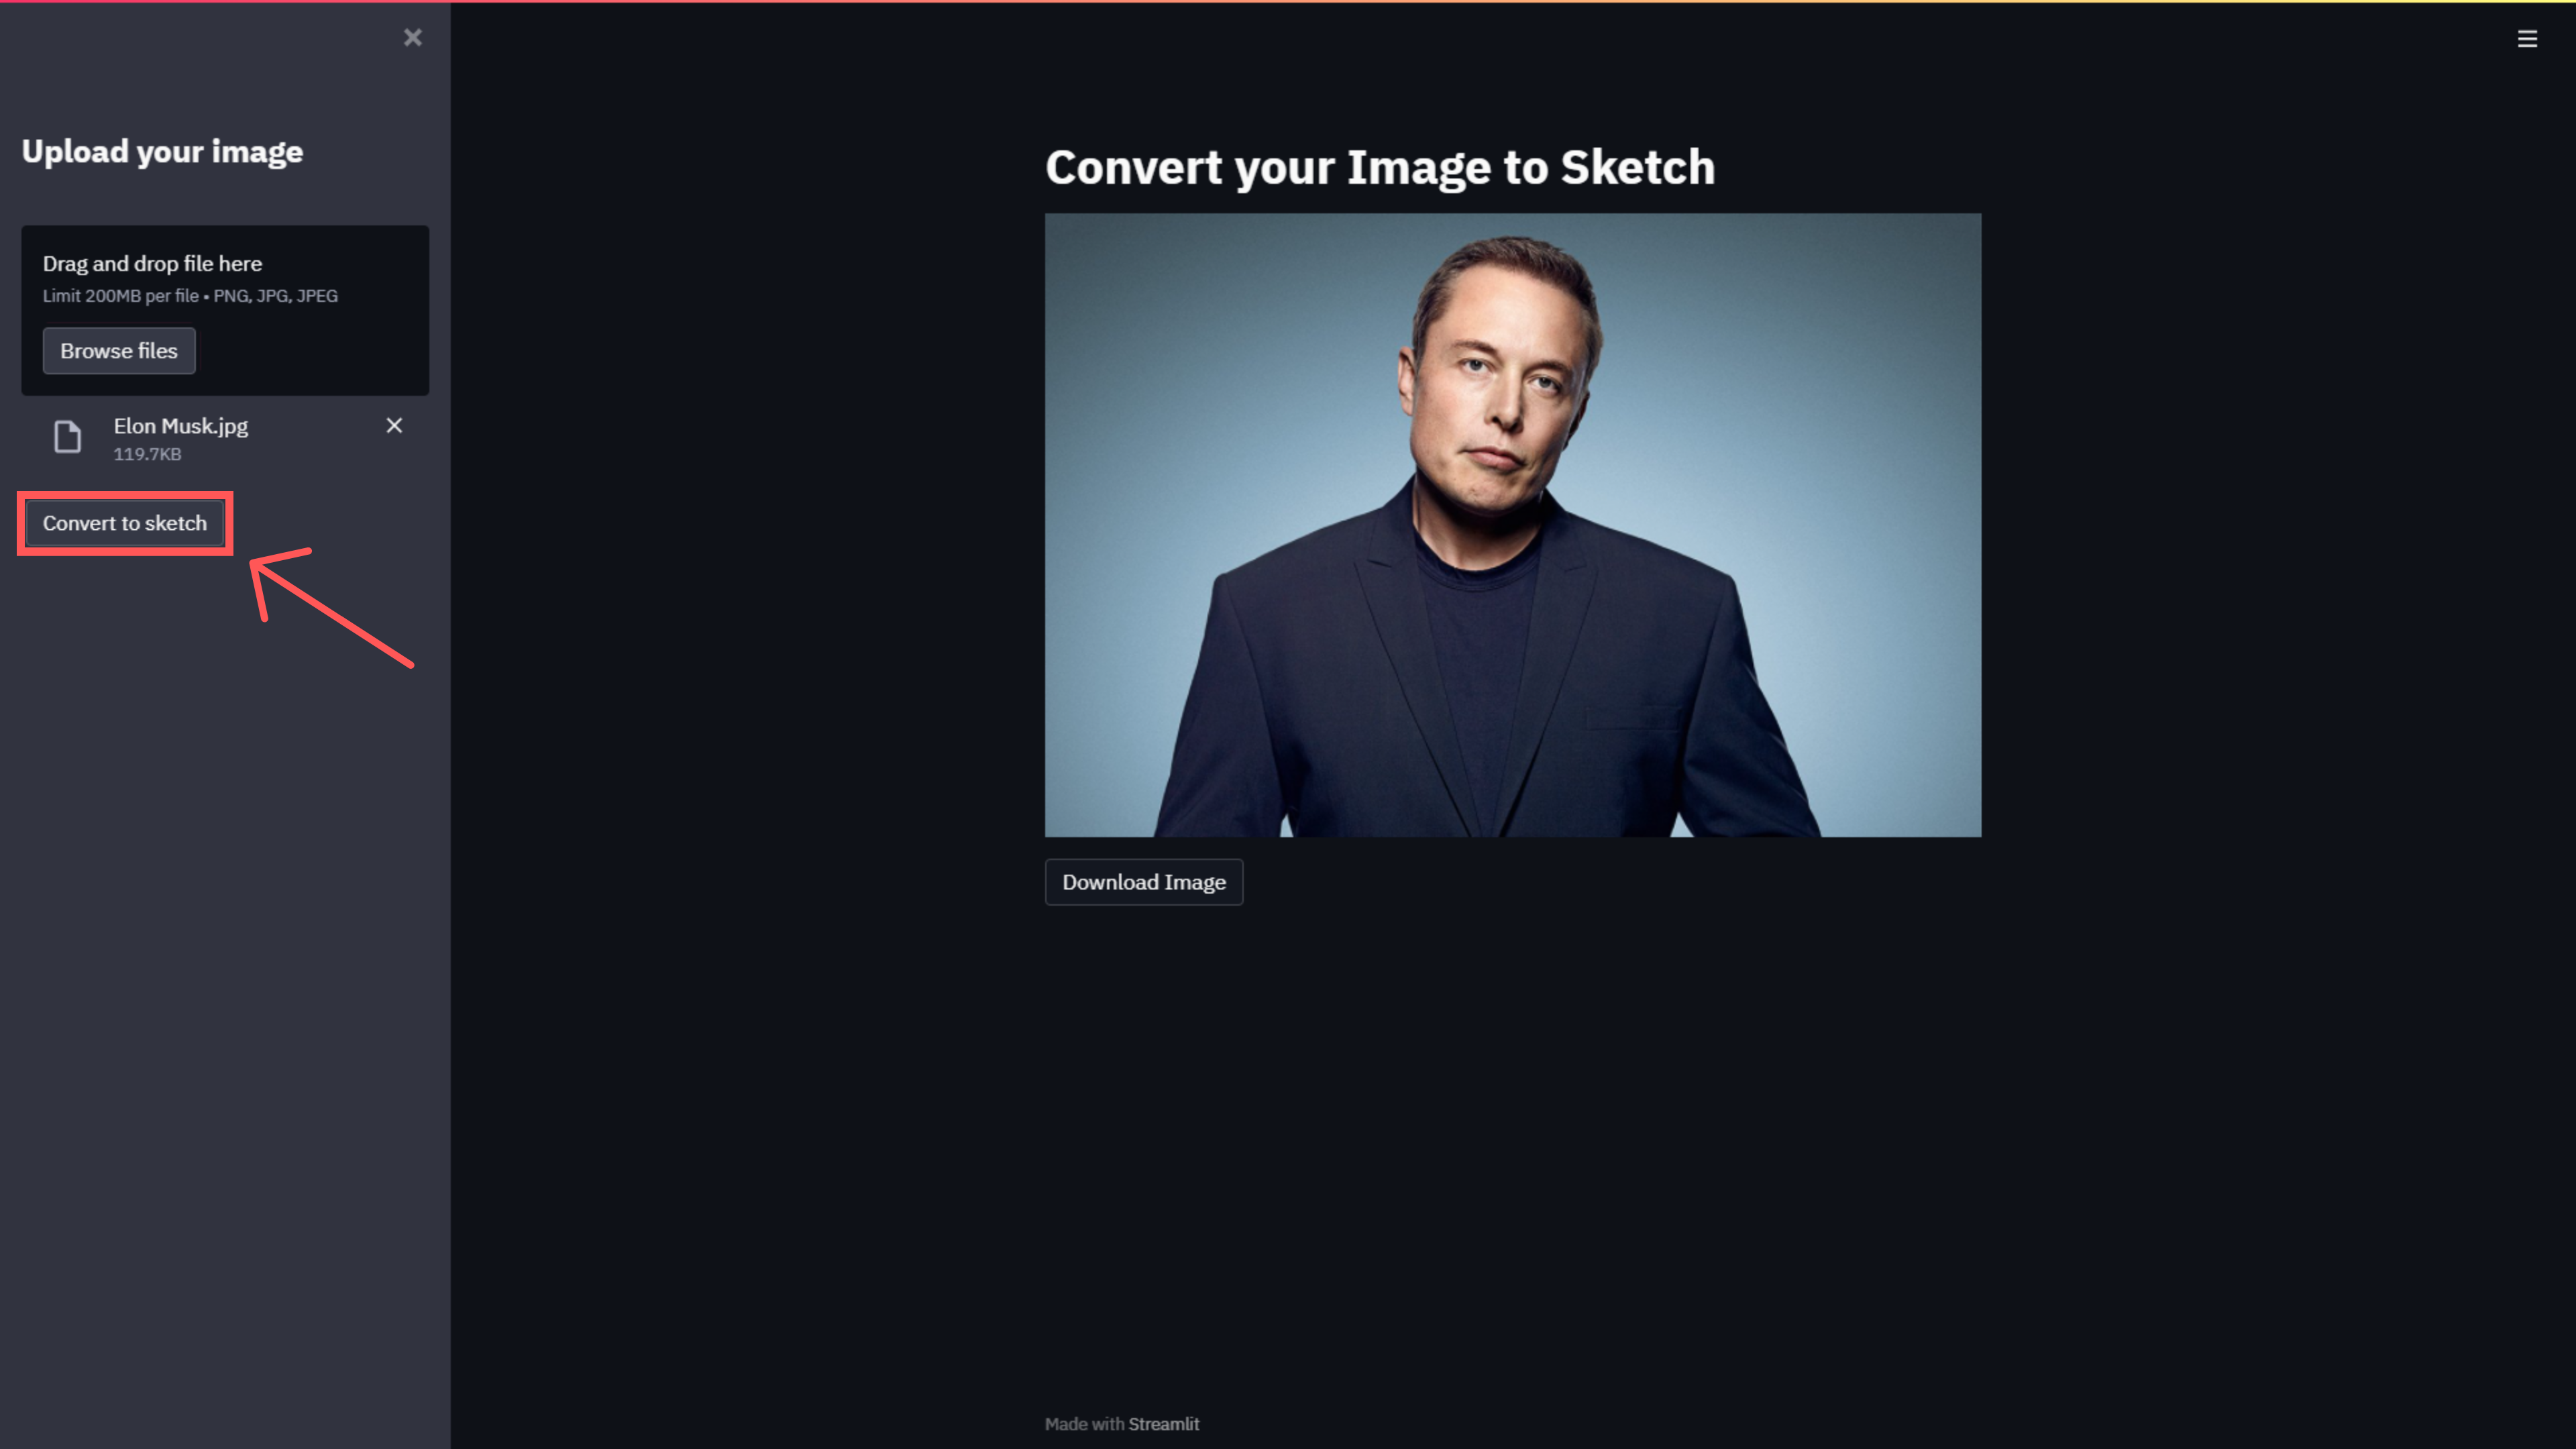 Upload your image
Drag and drop file here
Limit 200MB per file • PNG, JPG, JPEG
Browse files
Elon Musk.jpg
119.7KB
Convert to sketch
Convert your Image to Sketch
Download Image
Made with Streamlit